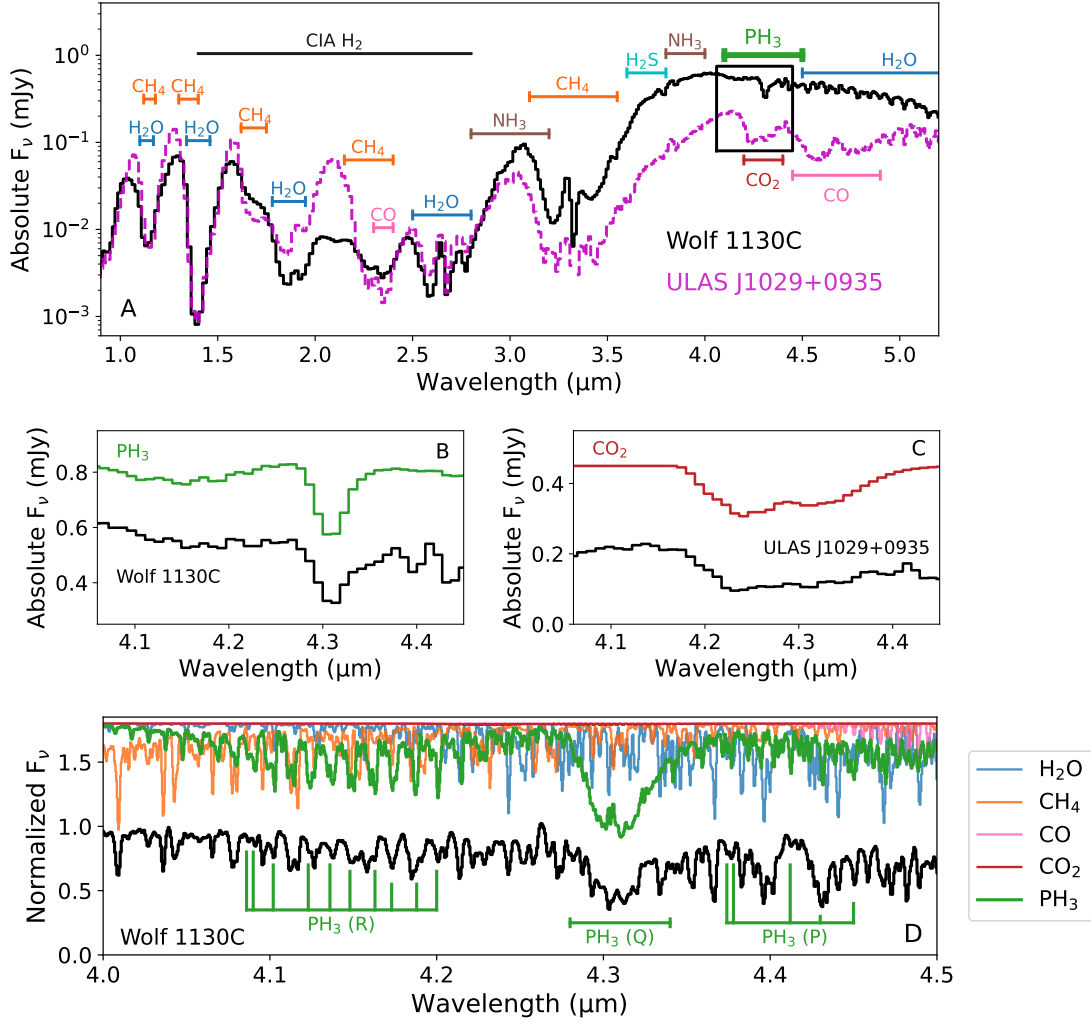 CIA H₂
NH₃
PH₃
H₂S
H₂O
CH₄
CH₄
CH₄
CH₄
H₂O
H₂O
CH₄
NH₃
H₂O
CO
H₂O
CO₂
CO
Wolf 1130C
ULAS J1029+0935
A
Absolute Fν (mJy)
10⁰
10⁻¹
10⁻²
10⁻³
1.0 1.5 2.0 2.5 3.0 3.5 4.0 4.5 5.0
Wavelength (μm)
PH₃
B
Wolf 1130C
Absolute Fν (mJy)
0.8
0.6
0.4
4.1 4.2 4.3 4.4
Wavelength (μm)
CO₂
C
ULAS J1029+0935
Absolute Fν (mJy)
0.4
0.2
0.0
4.1 4.2 4.3 4.4
Wavelength (μm)
Normalized Fν
1.5
1.0
0.5
0.0
PH₃ (R)
PH₃ (Q)
PH₃ (P)
Wolf 1130C
D
4.0 4.1 4.2 4.3 4.4 4.5
Wavelength (μm)
H₂O
CH₄
CO
CO₂
PH₃